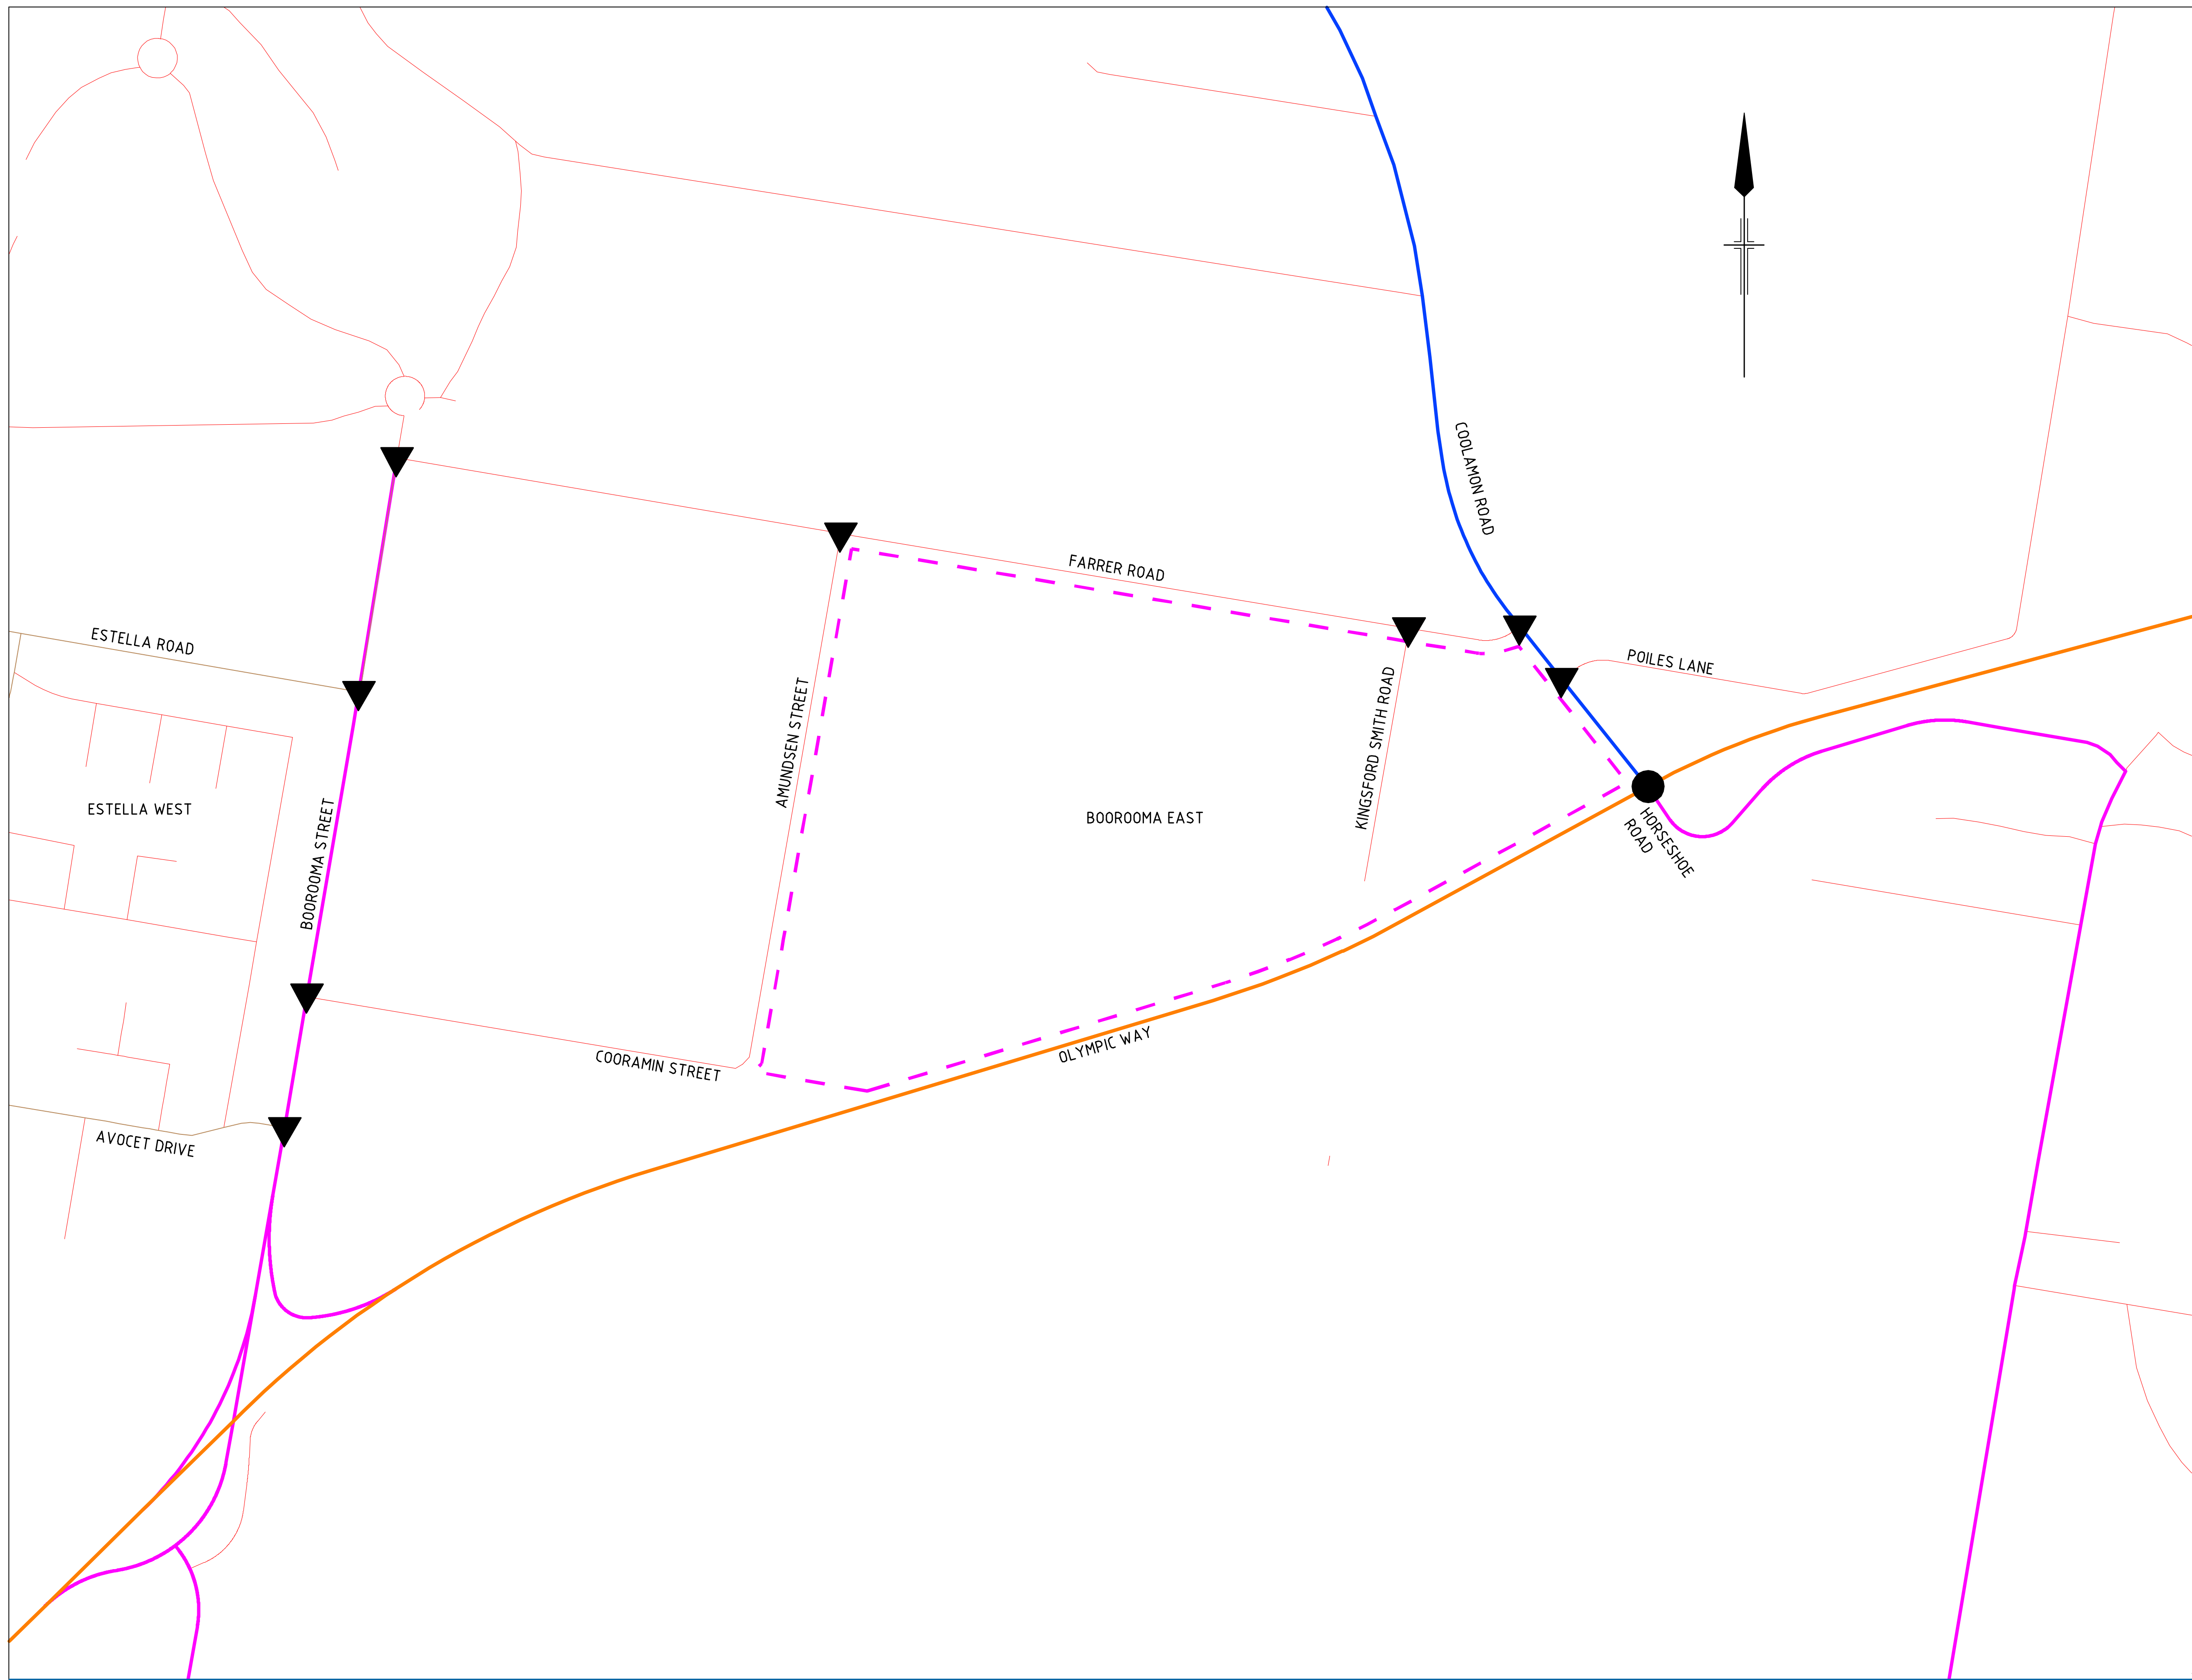 COOLAMON ROAD
FARRER ROAD
ESTELLA ROAD
POILES LANE
AMUNDSEN STREET
KINGSFORD SMITH ROAD
ESTELLA WEST
BOOROOMA STREET
BOOROOMA EAST
HORSESHOE
ROAD
OLYMPIC WAY
COORAMIN STREET
AVOCET DRIVE